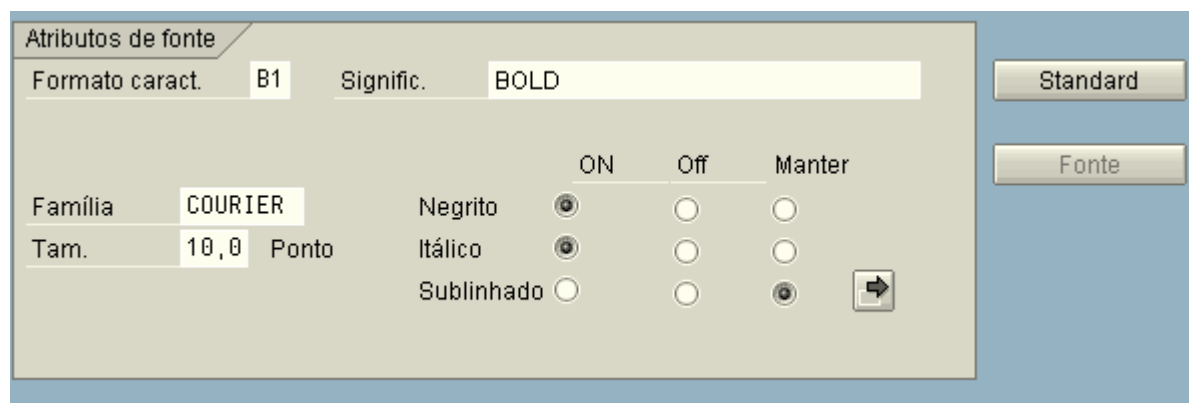 Atributos de fonte
Formato caract. B1 Signific. BOLD Standard
ON Off Manter Fonte
Família COURIER Negrito
Tam. 10,0 Ponto Itálico
Sublinhado